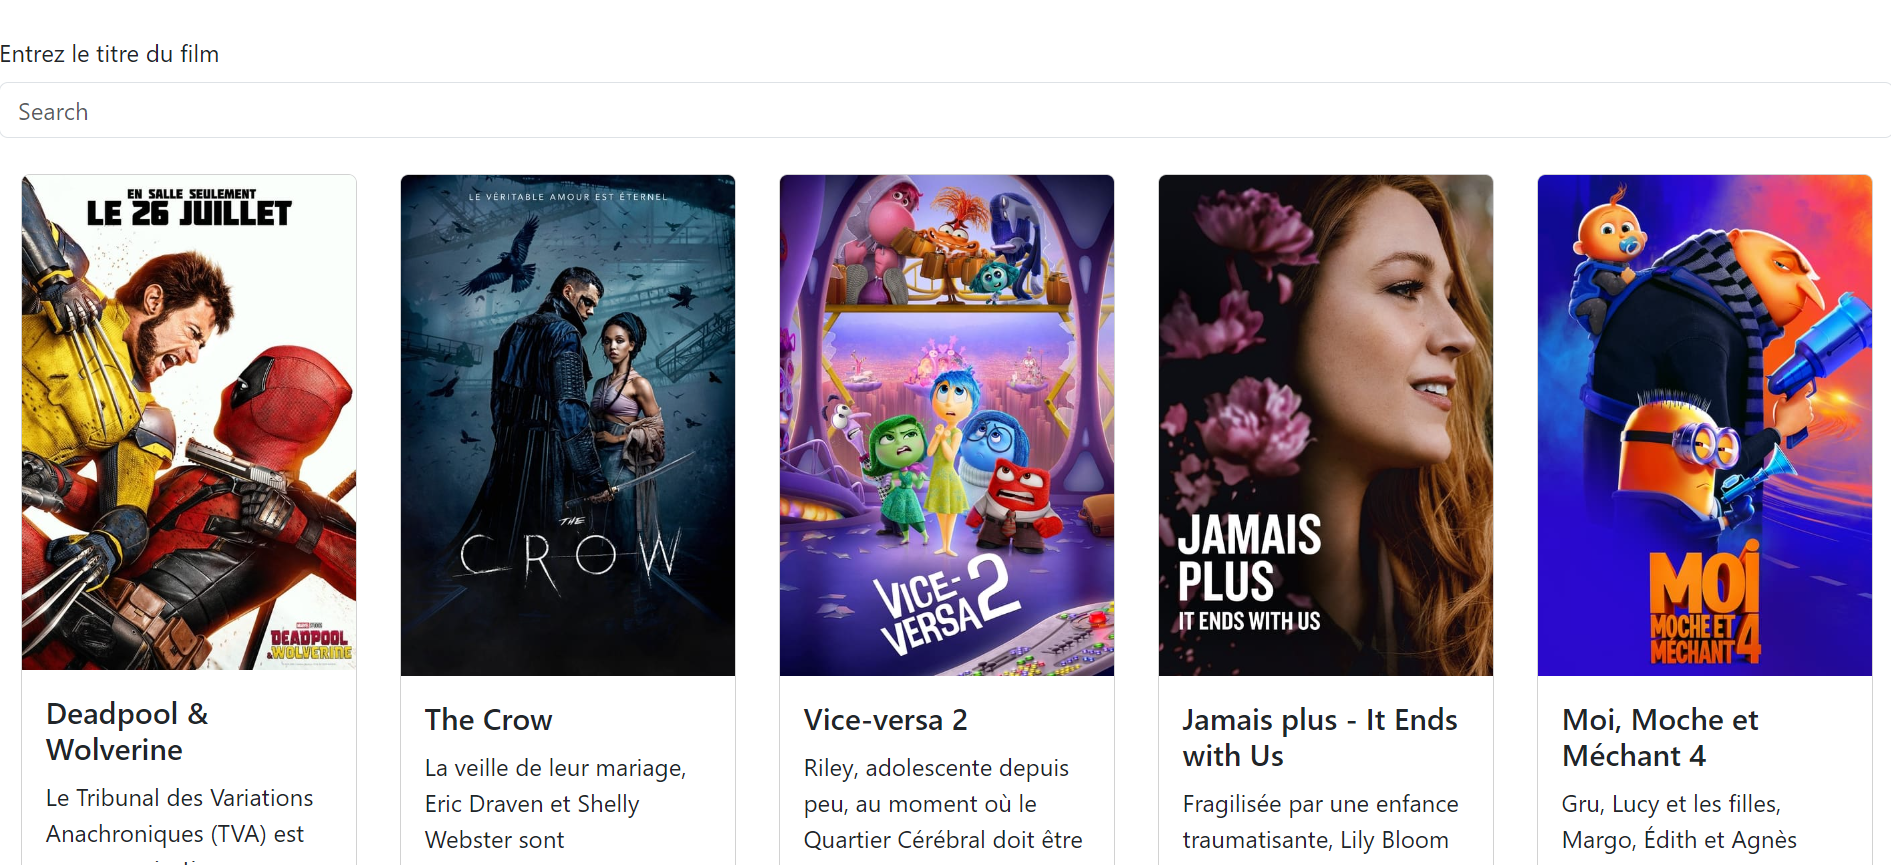 Entrez le titre du film
Search
EN SALLE SEULEMENT
LE 26 JUILLET
DEADPOOL
& WOLVERINE
Deadpool &
Wolverine
Le Tribunal des Variations
Anachroniques (TVA) est
LE VÉRITABLE AMOUR EST ÉTERNEL
THE
CROW
The Crow
La veille de leur mariage,
Eric Draven et Shelly
Webster sont
VICE-
VERSA 2
Vice-versa 2
Riley, adolescente depuis
peu, au moment où le
Quartier Cérébral doit être
JAMAIS
PLUS
IT ENDS WITH US
Jamais plus - It Ends
with Us
Fragilisée par une enfance
traumatisante, Lily Bloom
MOI
MOCHE ET
MÉCHANT 4
Moi, Moche et
Méchant 4
Gru, Lucy et les filles,
Margo, Édith et Agnès